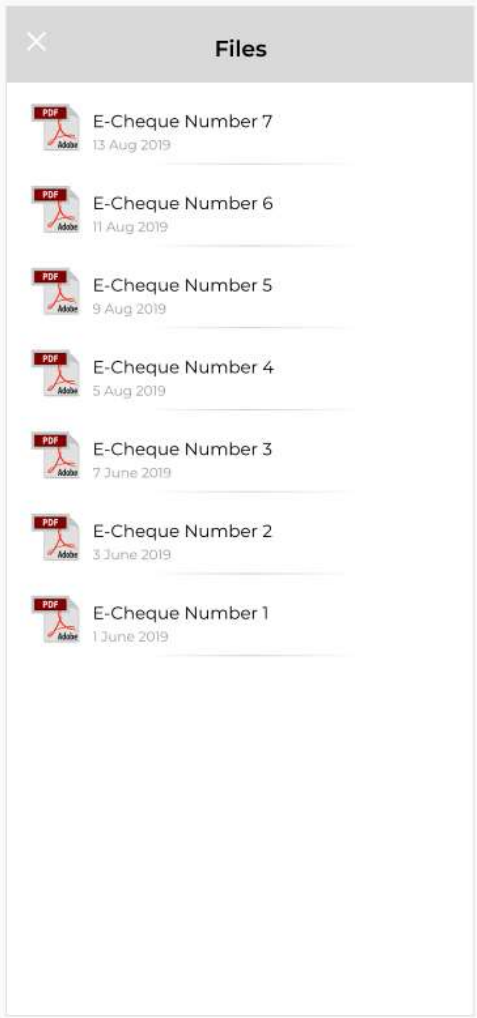 Files
PDF
Adobe
E-Cheque Number 7
13 Aug 2019
PDF
Adobe
E-Cheque Number 6
11 Aug 2019
PDF
Adobe
E-Cheque Number 5
9 Aug 2019
PDF
Adobe
E-Cheque Number 4
5 Aug 2019
PDF
Adobe
E-Cheque Number 3
7 June 2019
PDF
Adobe
E-Cheque Number 2
3 June 2019
PDF
Adobe
E-Cheque Number 1
1 June 2019